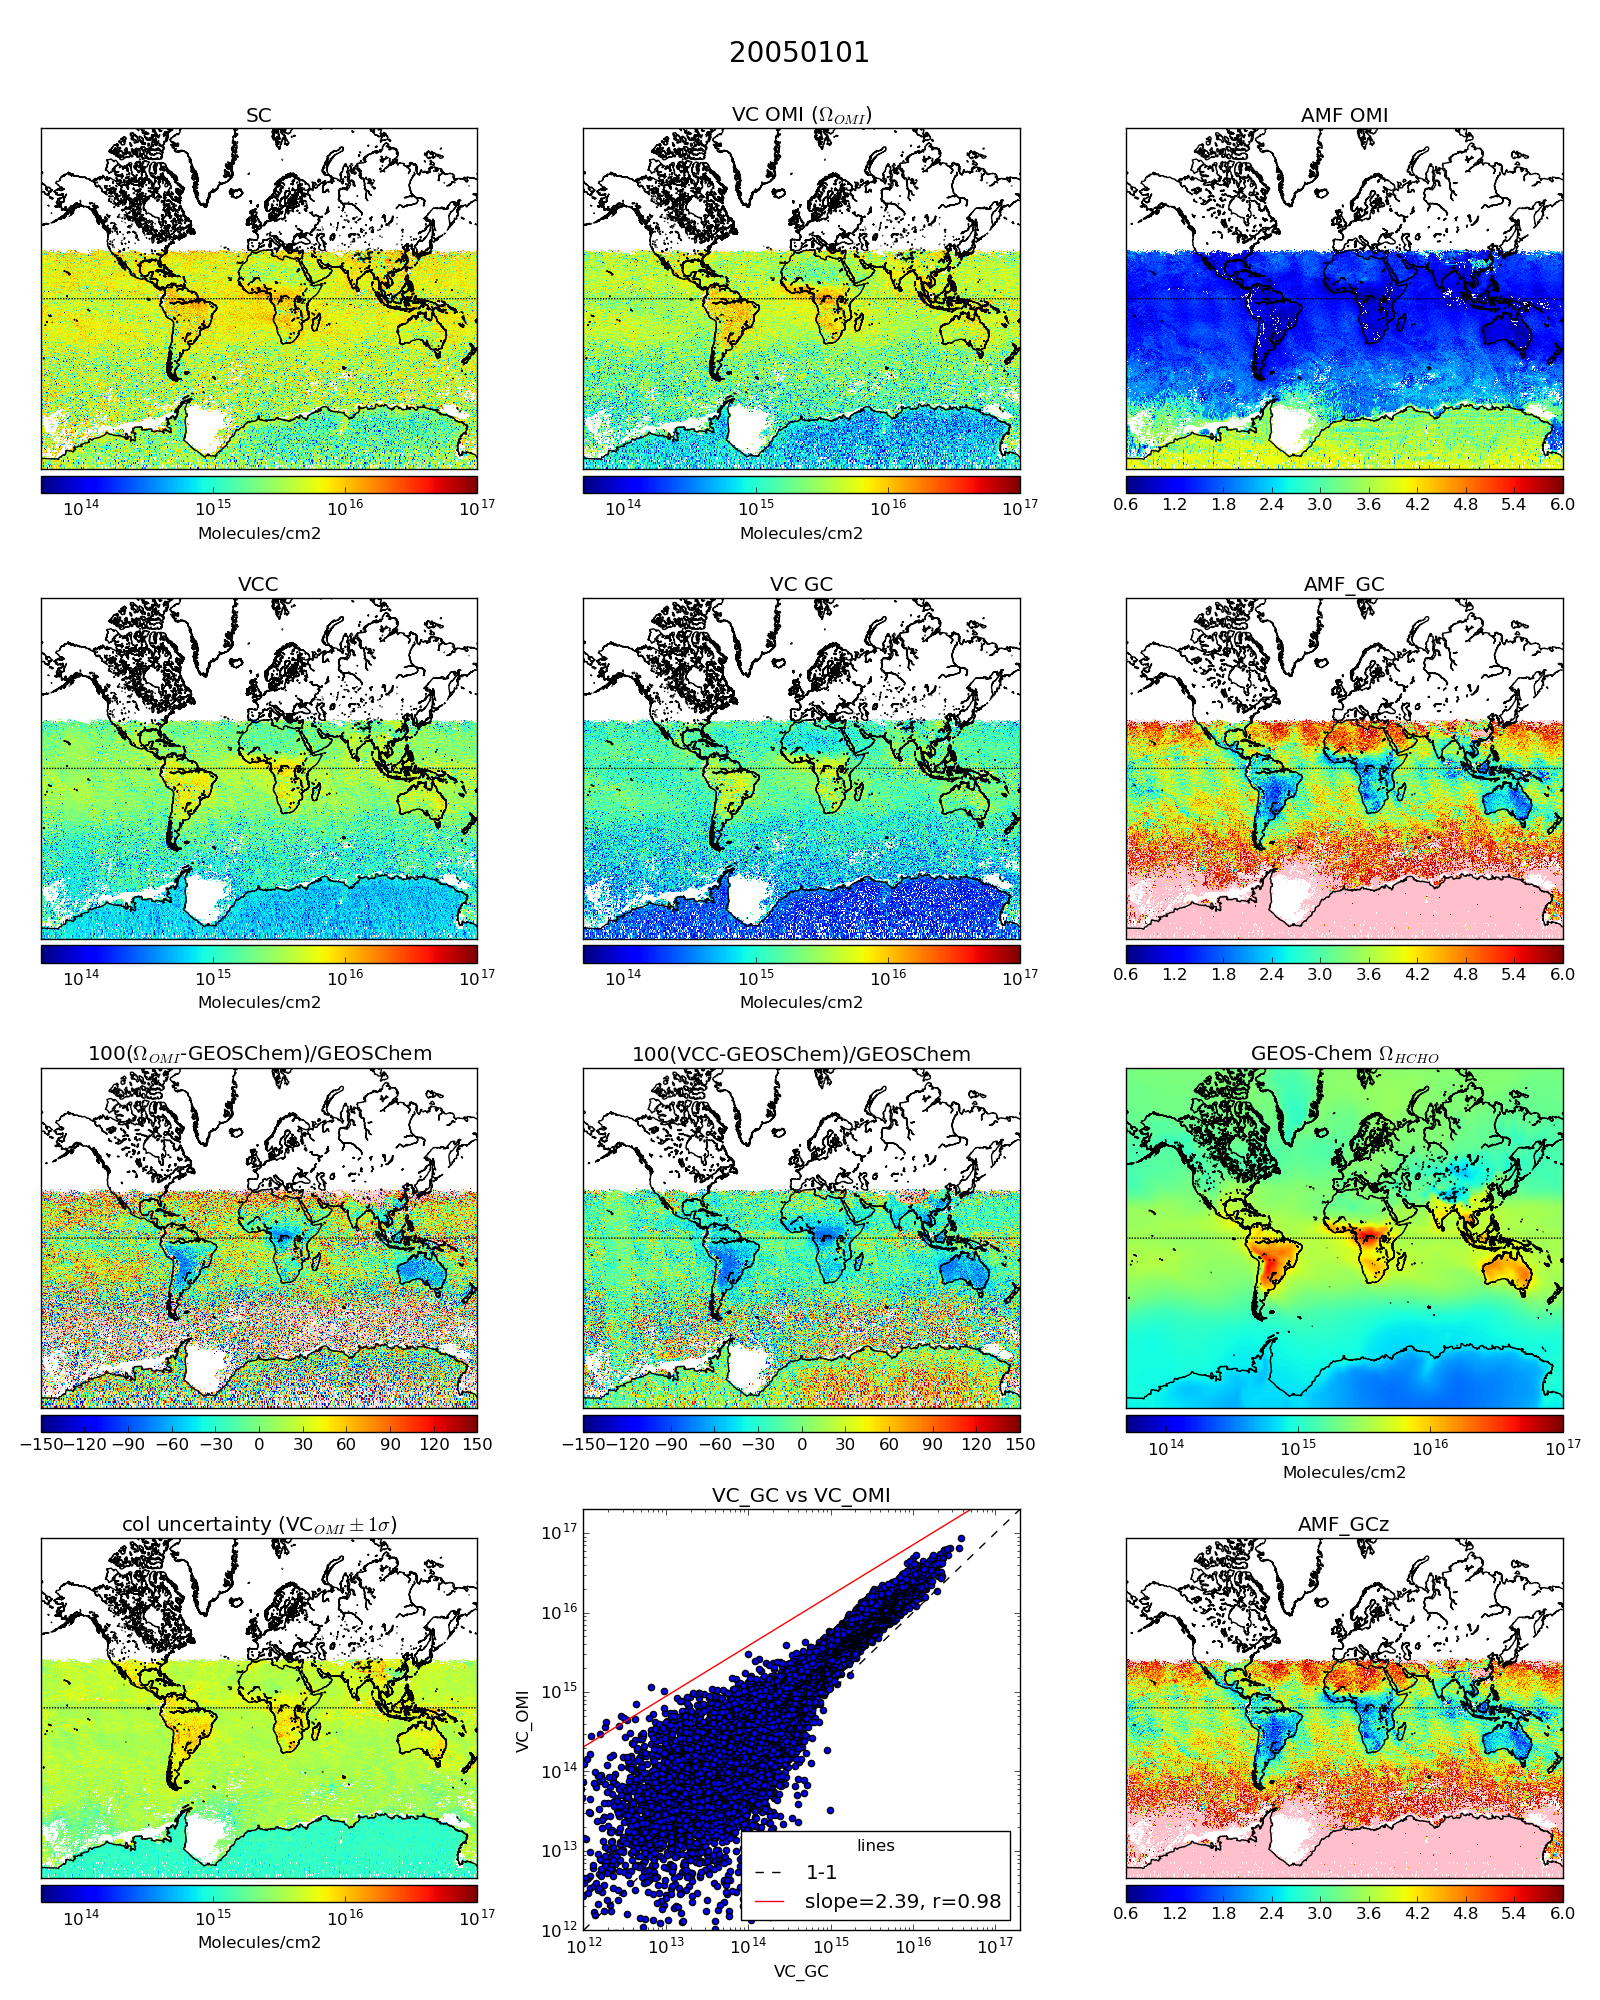 20050101
SC
VC OMI (Ω_OMI)
AMF OMI
10^14 10^15 10^16 10^17
Molecules/cm2
10^14 10^15 10^16 10^17
Molecules/cm2
0.6 1.2 1.8 2.4 3.0 3.6 4.2 4.8 5.4 6.0
VCC
VC GC
AMF_GC
10^14 10^15 10^16 10^17
Molecules/cm2
10^14 10^15 10^16 10^17
Molecules/cm2
0.6 1.2 1.8 2.4 3.0 3.6 4.2 4.8 5.4 6.0
100(Ω_OMI-GEOSChem)/GEOSChem
100(VCC-GEOSChem)/GEOSChem
GEOS-Chem Ω_HCHO
−150 −120 −90 −60 −30 0 30 60 90 120 150
−150 −120 −90 −60 −30 0 30 60 90 120 150
10^14 10^15 10^16 10^17
Molecules/cm2
col uncertainty (VC_OMI ± 1σ)
10^14 10^15 10^16 10^17
Molecules/cm2
VC_GC vs VC_OMI
VC_OMI
10^17
10^16
10^15
10^14
10^13
10^12
lines
1-1
slope=2.39, r=0.98
10^12 10^13 10^14 10^15 10^16 10^17
VC_GC
AMF_GCz
0.6 1.2 1.8 2.4 3.0 3.6 4.2 4.8 5.4 6.0